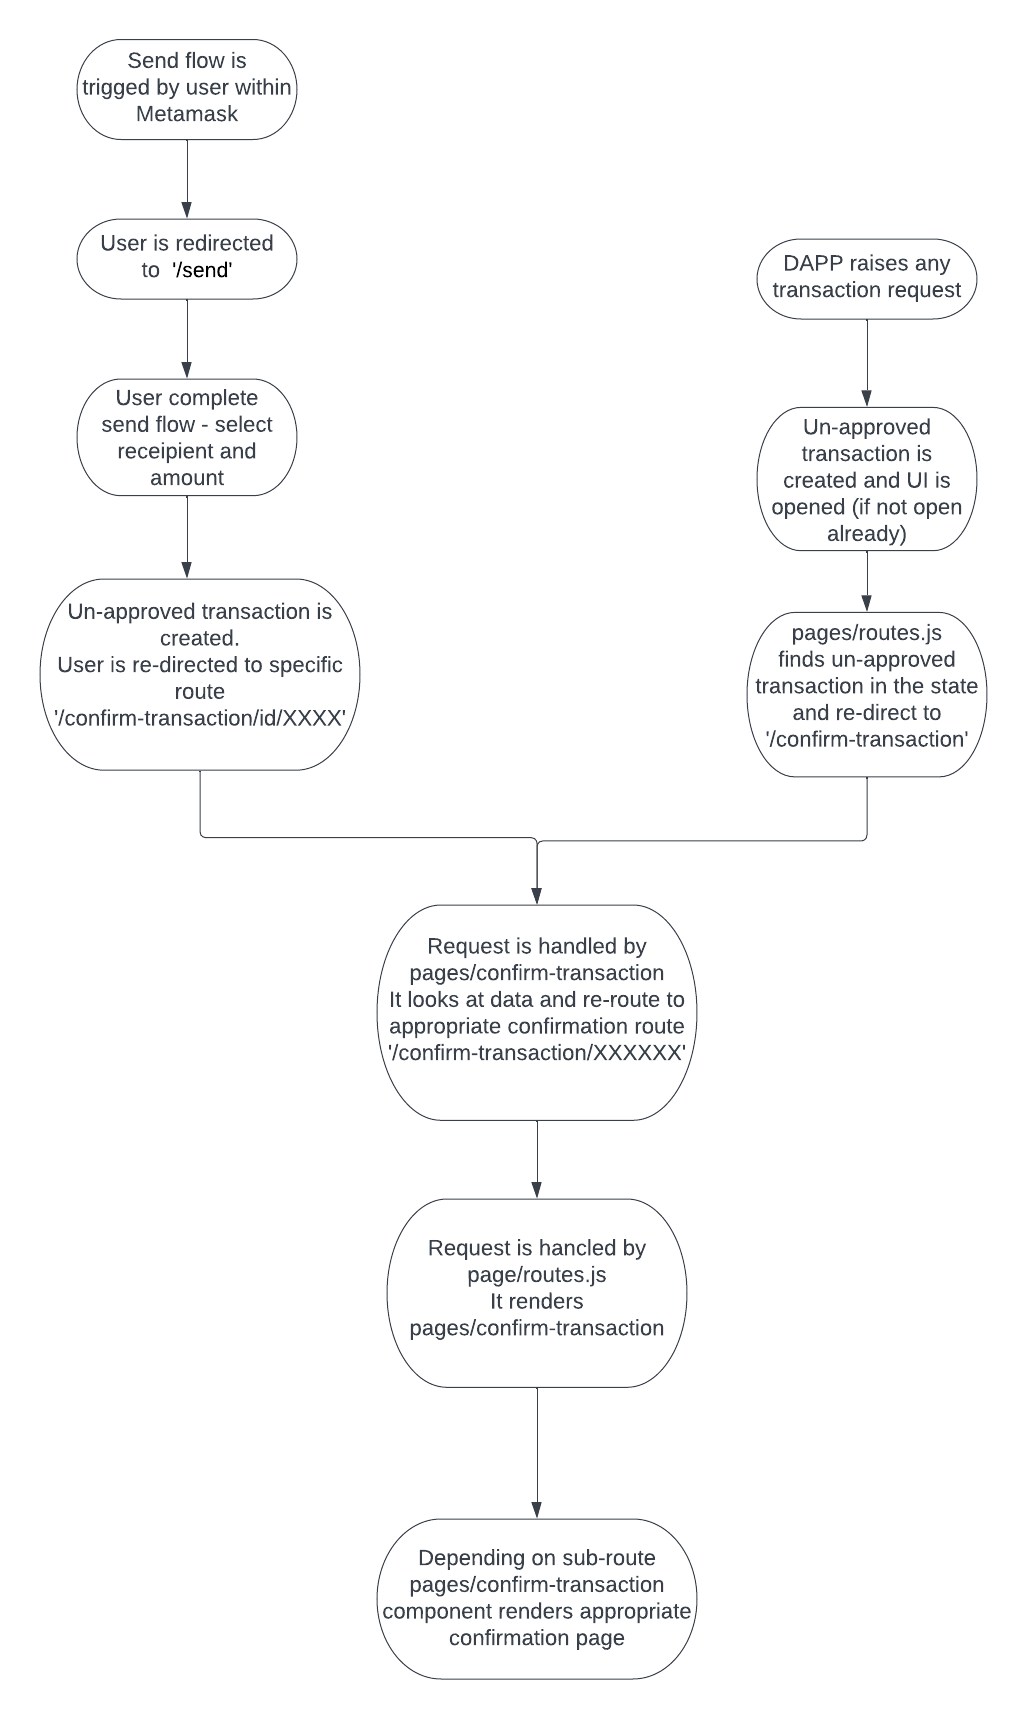 Send flow is
trigged by user within
Metamask
User is redirected
to '/send'
User complete
send flow - select
receipient and
amount
Un-approved transaction is
created.
User is re-directed to specific
route
'/confirm-transaction/id/XXXX'
DAPP raises any
transaction request
Un-approved
transaction is
created and UI is
opened (if not open
already)
pages/routes.js
finds un-approved
transaction in the state
and re-direct to
'/confirm-transaction'
Request is handled by
pages/confirm-transaction
It looks at data and re-route to
appropriate confirmation route
'/confirm-transaction/XXXXXX'
Request is hancled by
page/routes.js
It renders
pages/confirm-transaction
Depending on sub-route
pages/confirm-transaction
component renders appropriate
confirmation page